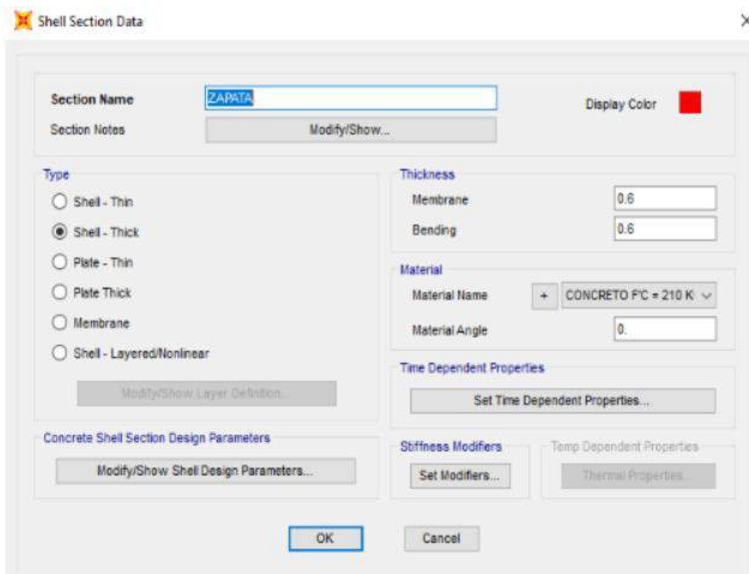 Shell Section Data
Section Name
ZAPATA
Display Color
Section Notes
Modify/Show...
Type
Shell - Thin
Shell - Thick
Plate - Thin
Plate Thick
Membrane
Shell - Layered/Nonlinear
Modify/Show Layer Definition...
Thickness
Membrane
0.6
Bending
0.6
Material
Material Name
+
CONCRETO F'C = 210 K
Material Angle
0.
Time Dependent Properties
Set Time Dependent Properties...
Concrete Shell Section Design Parameters
Modify/Show Shell Design Parameters...
Stiffness Modifiers
Set Modifiers...
Temp Dependent Properties
Thermal Properties...
OK
Cancel